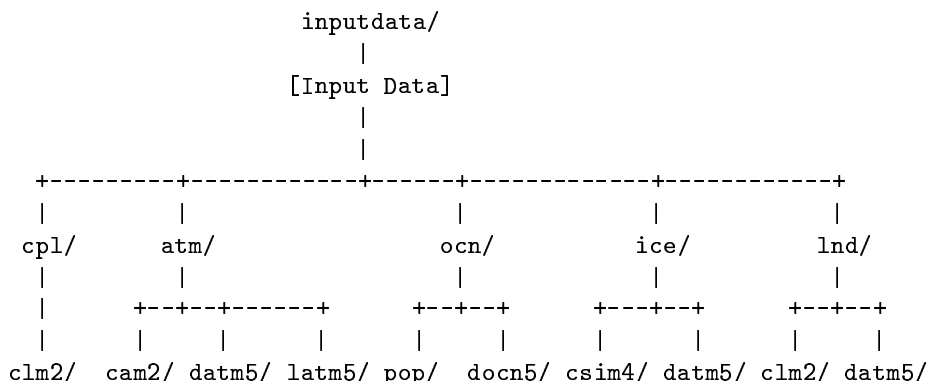 inputdata/
|
[Input Data]
|
|
+---------+------------+------+-------------+------------+
| | | | |
cpl/ atm/ ocn/ ice/ lnd/
| | | | |
| +--+--+------+ +--+--+ +---+--+ +--+--+
| | | | | | | | | |
clm2/ cam2/ datm5/ latm5/ pop/ docn5/ csim4/ datm5/ clm2/ datm5/